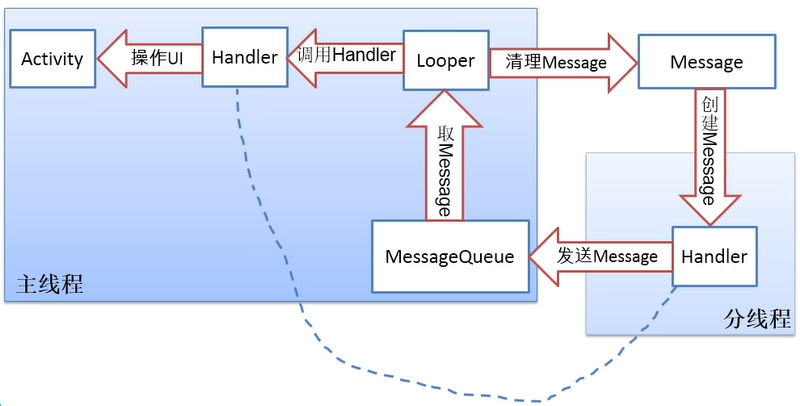 Activity
操作UI
Handler
调用Handler
Looper
清理Message
Message
创建Message
取Message
MessageQueue
发送Message
Handler
主线程
分线程